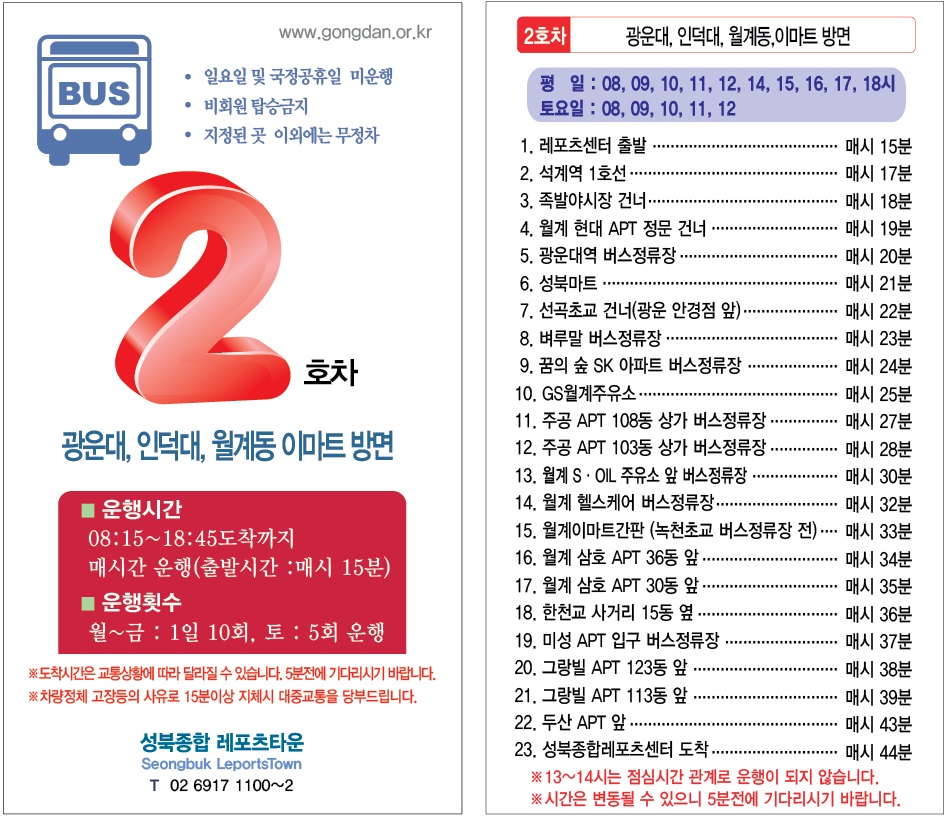 www.gongdan.or.kr
BUS
• 일요일 및 국정공휴일 미운행
• 비회원 탑승금지
• 지정된 곳 이외에는 무정차
2 호차
광운대, 인덕대, 월계동 이마트 방면
■ 운행시간
08:15~18:45도착까지
매시간 운행(출발시간 :매시 15분)
■ 운행횟수
월~금 : 1일 10회, 토 : 5회 운행
※도착시간은 교통상황에 따라 달라질 수 있습니다. 5분전에 기다리시기 바랍니다.
※차량정체 고장등의 사유로 15분이상 지체시 대중교통을 당부드립니다.
성북종합 레포츠타운
Seongbuk LeportsTown
T 02 6917 1100~2
2호차 광운대, 인덕대, 월계동,이마트 방면
평 일 : 08, 09, 10, 11, 12, 14, 15, 16, 17, 18시
토요일 : 08, 09, 10, 11, 12
1. 레포츠센터 출발 ········ 매시 15분
2. 석계역 1호선 ········ 매시 17분
3. 족발야시장 건너 ········ 매시 18분
4. 월계 현대 APT 정문 건너 ········ 매시 19분
5. 광운대역 버스정류장 ········ 매시 20분
6. 성북마트 ········ 매시 21분
7. 선곡초교 건너(광운 안경점 앞) ········ 매시 22분
8. 벼루말 버스정류장 ········ 매시 23분
9. 꿈의 숲 SK 아파트 버스정류장 ········ 매시 24분
10. GS월계주유소 ········ 매시 25분
11. 주공 APT 108동 상가 버스정류장 ········ 매시 27분
12. 주공 APT 103동 상가 버스정류장 ········ 매시 28분
13. 월계 S · OIL 주유소 앞 버스정류장 ········ 매시 30분
14. 월계 헬스케어 버스정류장 ········ 매시 32분
15. 월계이마트간판 (녹천초교 버스정류장 전) ··· 매시 33분
16. 월계 삼호 APT 36동 앞 ········ 매시 34분
17. 월계 삼호 APT 30동 앞 ········ 매시 35분
18. 한천교 사거리 15동 옆 ········ 매시 36분
19. 미성 APT 입구 버스정류장 ········ 매시 37분
20. 그랑빌 APT 123동 앞 ········ 매시 38분
21. 그랑빌 APT 113동 앞 ········ 매시 39분
22. 두산 APT 앞 ········ 매시 43분
23. 성북종합레포츠센터 도착 ········ 매시 44분
※13~14시는 점심시간 관계로 운행이 되지 않습니다.
※시간은 변동될 수 있으니 5분전에 기다리시기 바랍니다.